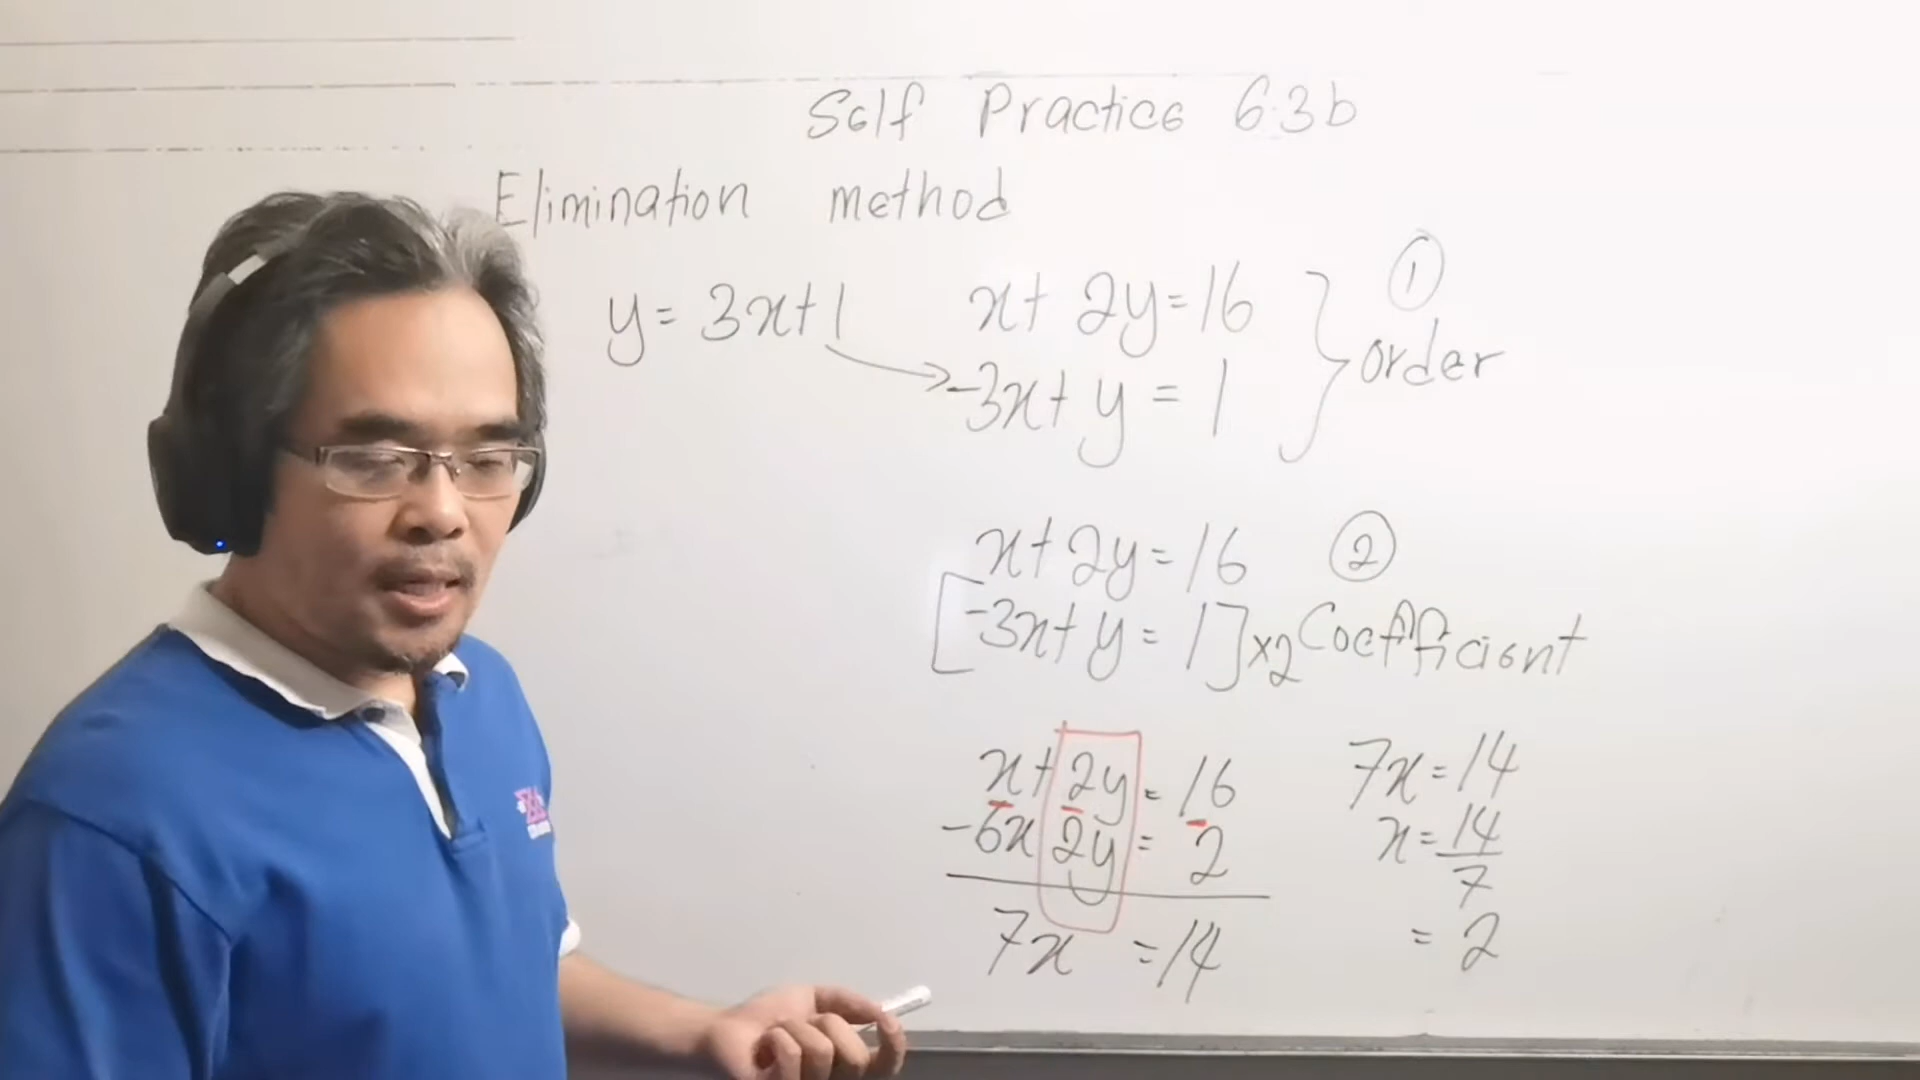 Self Practice 6.3b
Elimination method
y = 3x+1
x+ 2y=16
-3x+ y = 1
①
order
x+ 2y=16
[-3x+ y = 1]x2
②
Coefficient
x+ 2y = 16
-6x 2y = 2
7x = 14
7x = 14
x = 14/7
= 2